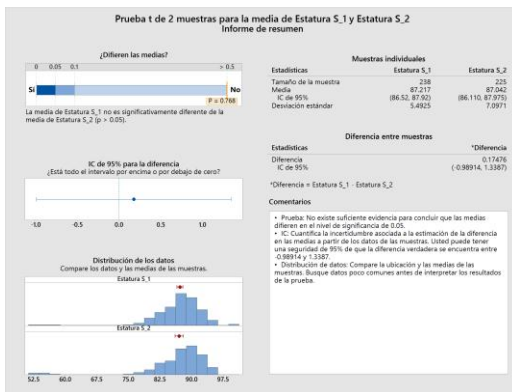 Prueba t de 2 muestras para la media de Estatura S_1 y Estatura S_2
Informe de resumen
¿Difieren las medias?
0 0.05 0.1 > 0.5
Sí No
P = 0.768
La media de Estatura S_1 no es significativamente diferente de la
media de Estatura S_2 (p > 0.05).
IC de 95% para la diferencia
¿Está todo el intervalo por encima o por debajo de cero?
-1.0 -0.5 0.0 0.5 1.0
Distribución de los datos
Compare los datos y las medias de las muestras.
Estatura S_1
Estatura S_2
52.5 60.0 67.5 75.0 82.5 90.0 97.5
Muestras individuales
Estadísticas Estatura S_1 Estatura S_2
Tamaño de la muestra 238 225
Media 87.217 87.042
IC de 95% (86.52, 87.92) (86.110, 87.975)
Desviación estándar 5.4925 7.0971
Diferencia entre muestras
Estadísticas *Diferencia
Diferencia 0.17476
IC de 95% (-0.98914, 1.3387)
*Diferencia = Estatura S_1 - Estatura S_2
Comentarios
• Prueba: No existe suficiente evidencia para concluir que las medias
difieren en el nivel de significancia de 0.05.
• IC: Cuantifica la incertidumbre asociada a la estimación de la diferencia
en las medias a partir de los datos de las muestras. Usted puede tener
una seguridad de 95% de que la diferencia verdadera se encuentra entre
-0.98914 y 1.3387.
• Distribución de datos: Compare la ubicación y las medias de las
muestras. Busque datos poco comunes antes de interpretar los resultados
de la prueba.